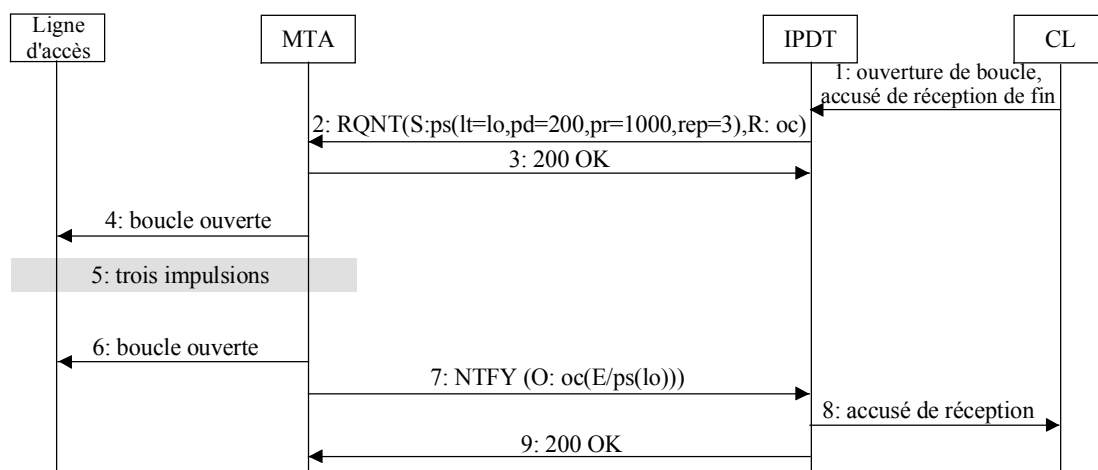 Ligne
d'accès
MTA
IPDT
CL
1: ouverture de boucle,
accusé de réception de fin
2: RQNT(S:ps(lt=lo,pd=200,pr=1000,rep=3),R: oc)
3: 200 OK
4: boucle ouverte
5: trois impulsions
6: boucle ouverte
7: NTFY (O: oc(E/ps(lo)))
8: accusé de réception
9: 200 OK